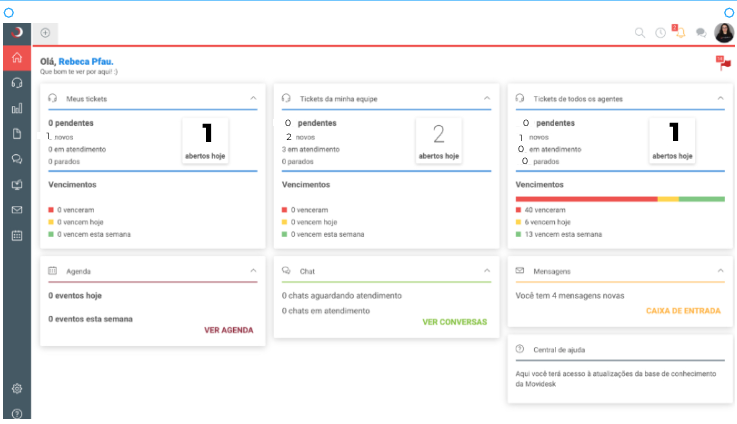 Olá, Rebeca Pfau.
Que bom te ver por aqui! :)
Meus tickets
0 pendentes
1 novos
0 em atendimento
0 parados
1
abertos hoje
Vencimentos
0 venceram
0 vencem hoje
0 vencem esta semana
Tickets da minha equipe
0 pendentes
2 novos
3 em atendimento
0 parados
2
abertos hoje
Vencimentos
0 venceram
0 vencem hoje
0 vencem esta semana
Tickets de todos os agentes
0 pendentes
1 novos
0 em atendimento
0 parados
1
abertos hoje
Vencimentos
40 venceram
6 vencem hoje
13 vencem esta semana
Agenda
0 eventos hoje
0 eventos esta semana
VER AGENDA
Chat
0 chats aguardando atendimento
0 chats em atendimento
VER CONVERSAS
Mensagens
Você tem 4 mensagens novas
CAIXA DE ENTRADA
Central de ajuda
Aqui você terá acesso à atualizações da base de conhecimento
da Movidesk